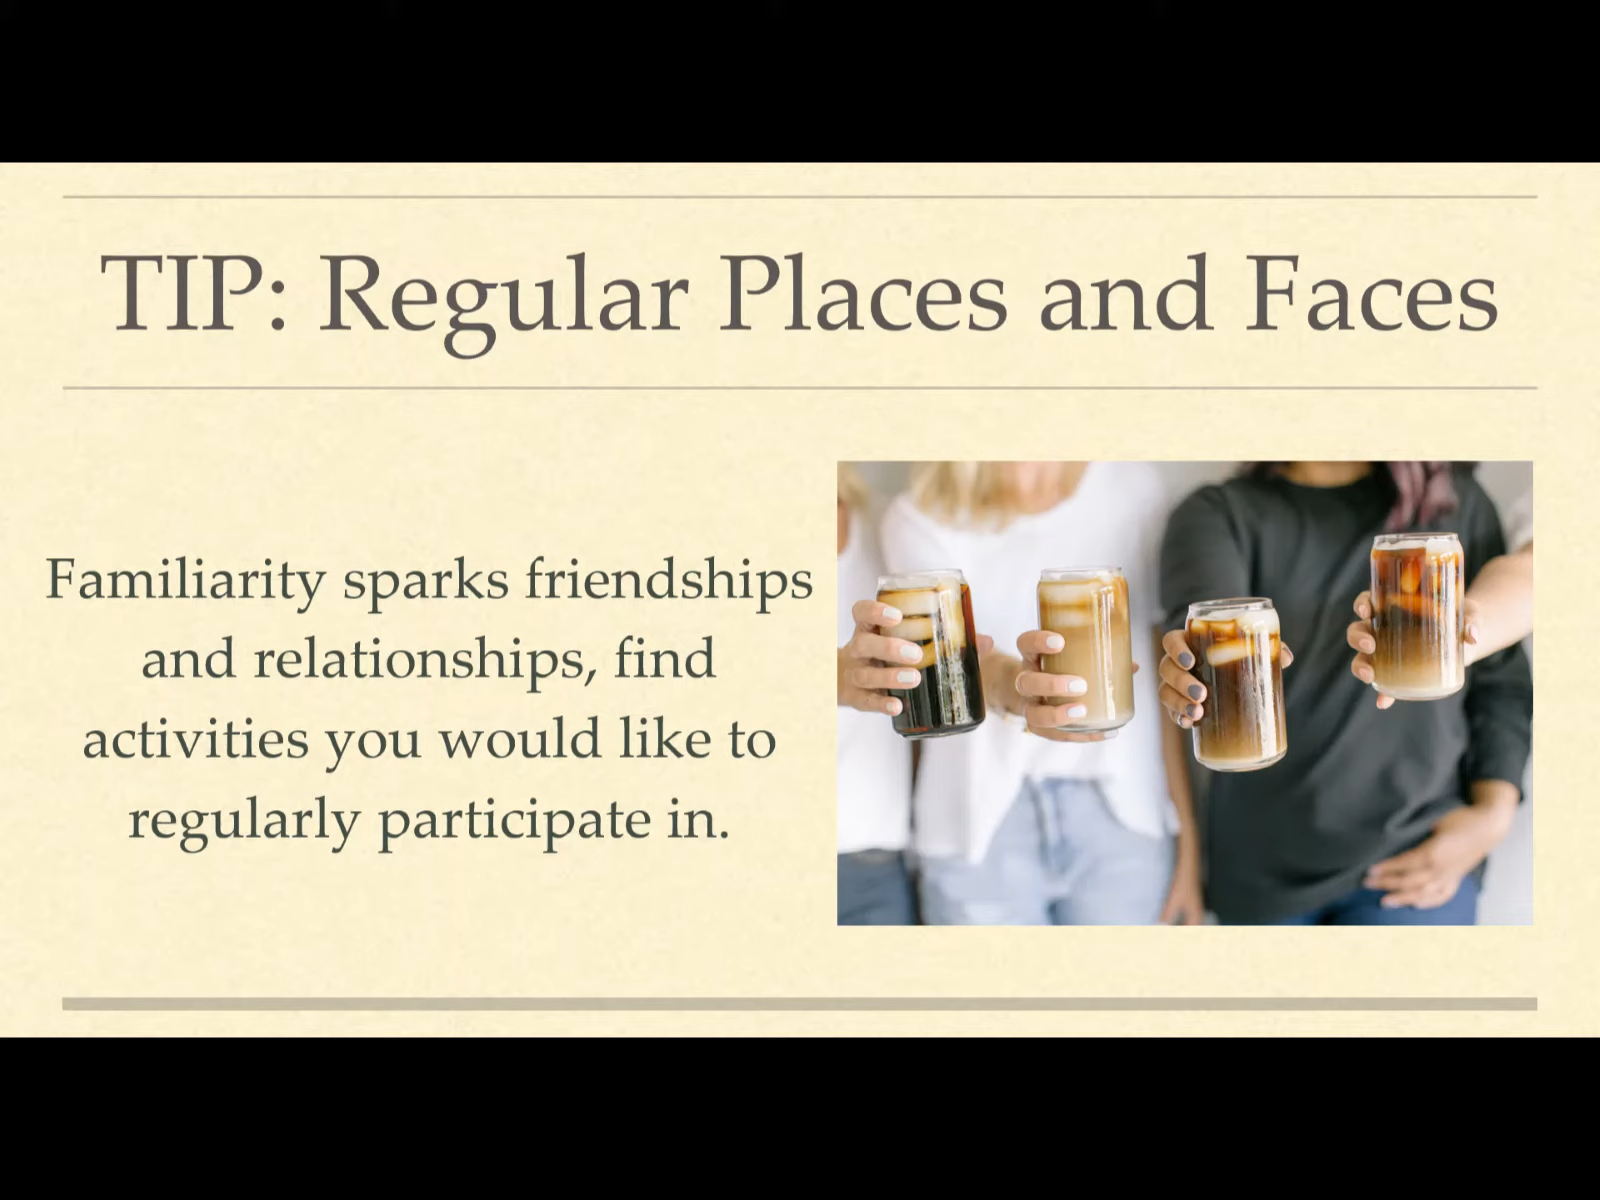 TIP: Regular Places and Faces
Familiarity sparks friendships
and relationships, find
activities you would like to
regularly participate in.